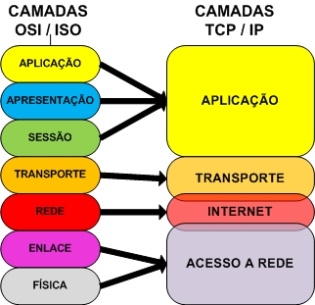 CAMADAS
OSI / ISO
CAMADAS
TCP / IP
APLICAÇÃO
APRESENTAÇÃO
SESSÃO
TRANSPORTE
REDE
ENLACE
FÍSICA
APLICAÇÃO
TRANSPORTE
INTERNET
ACESSO A REDE